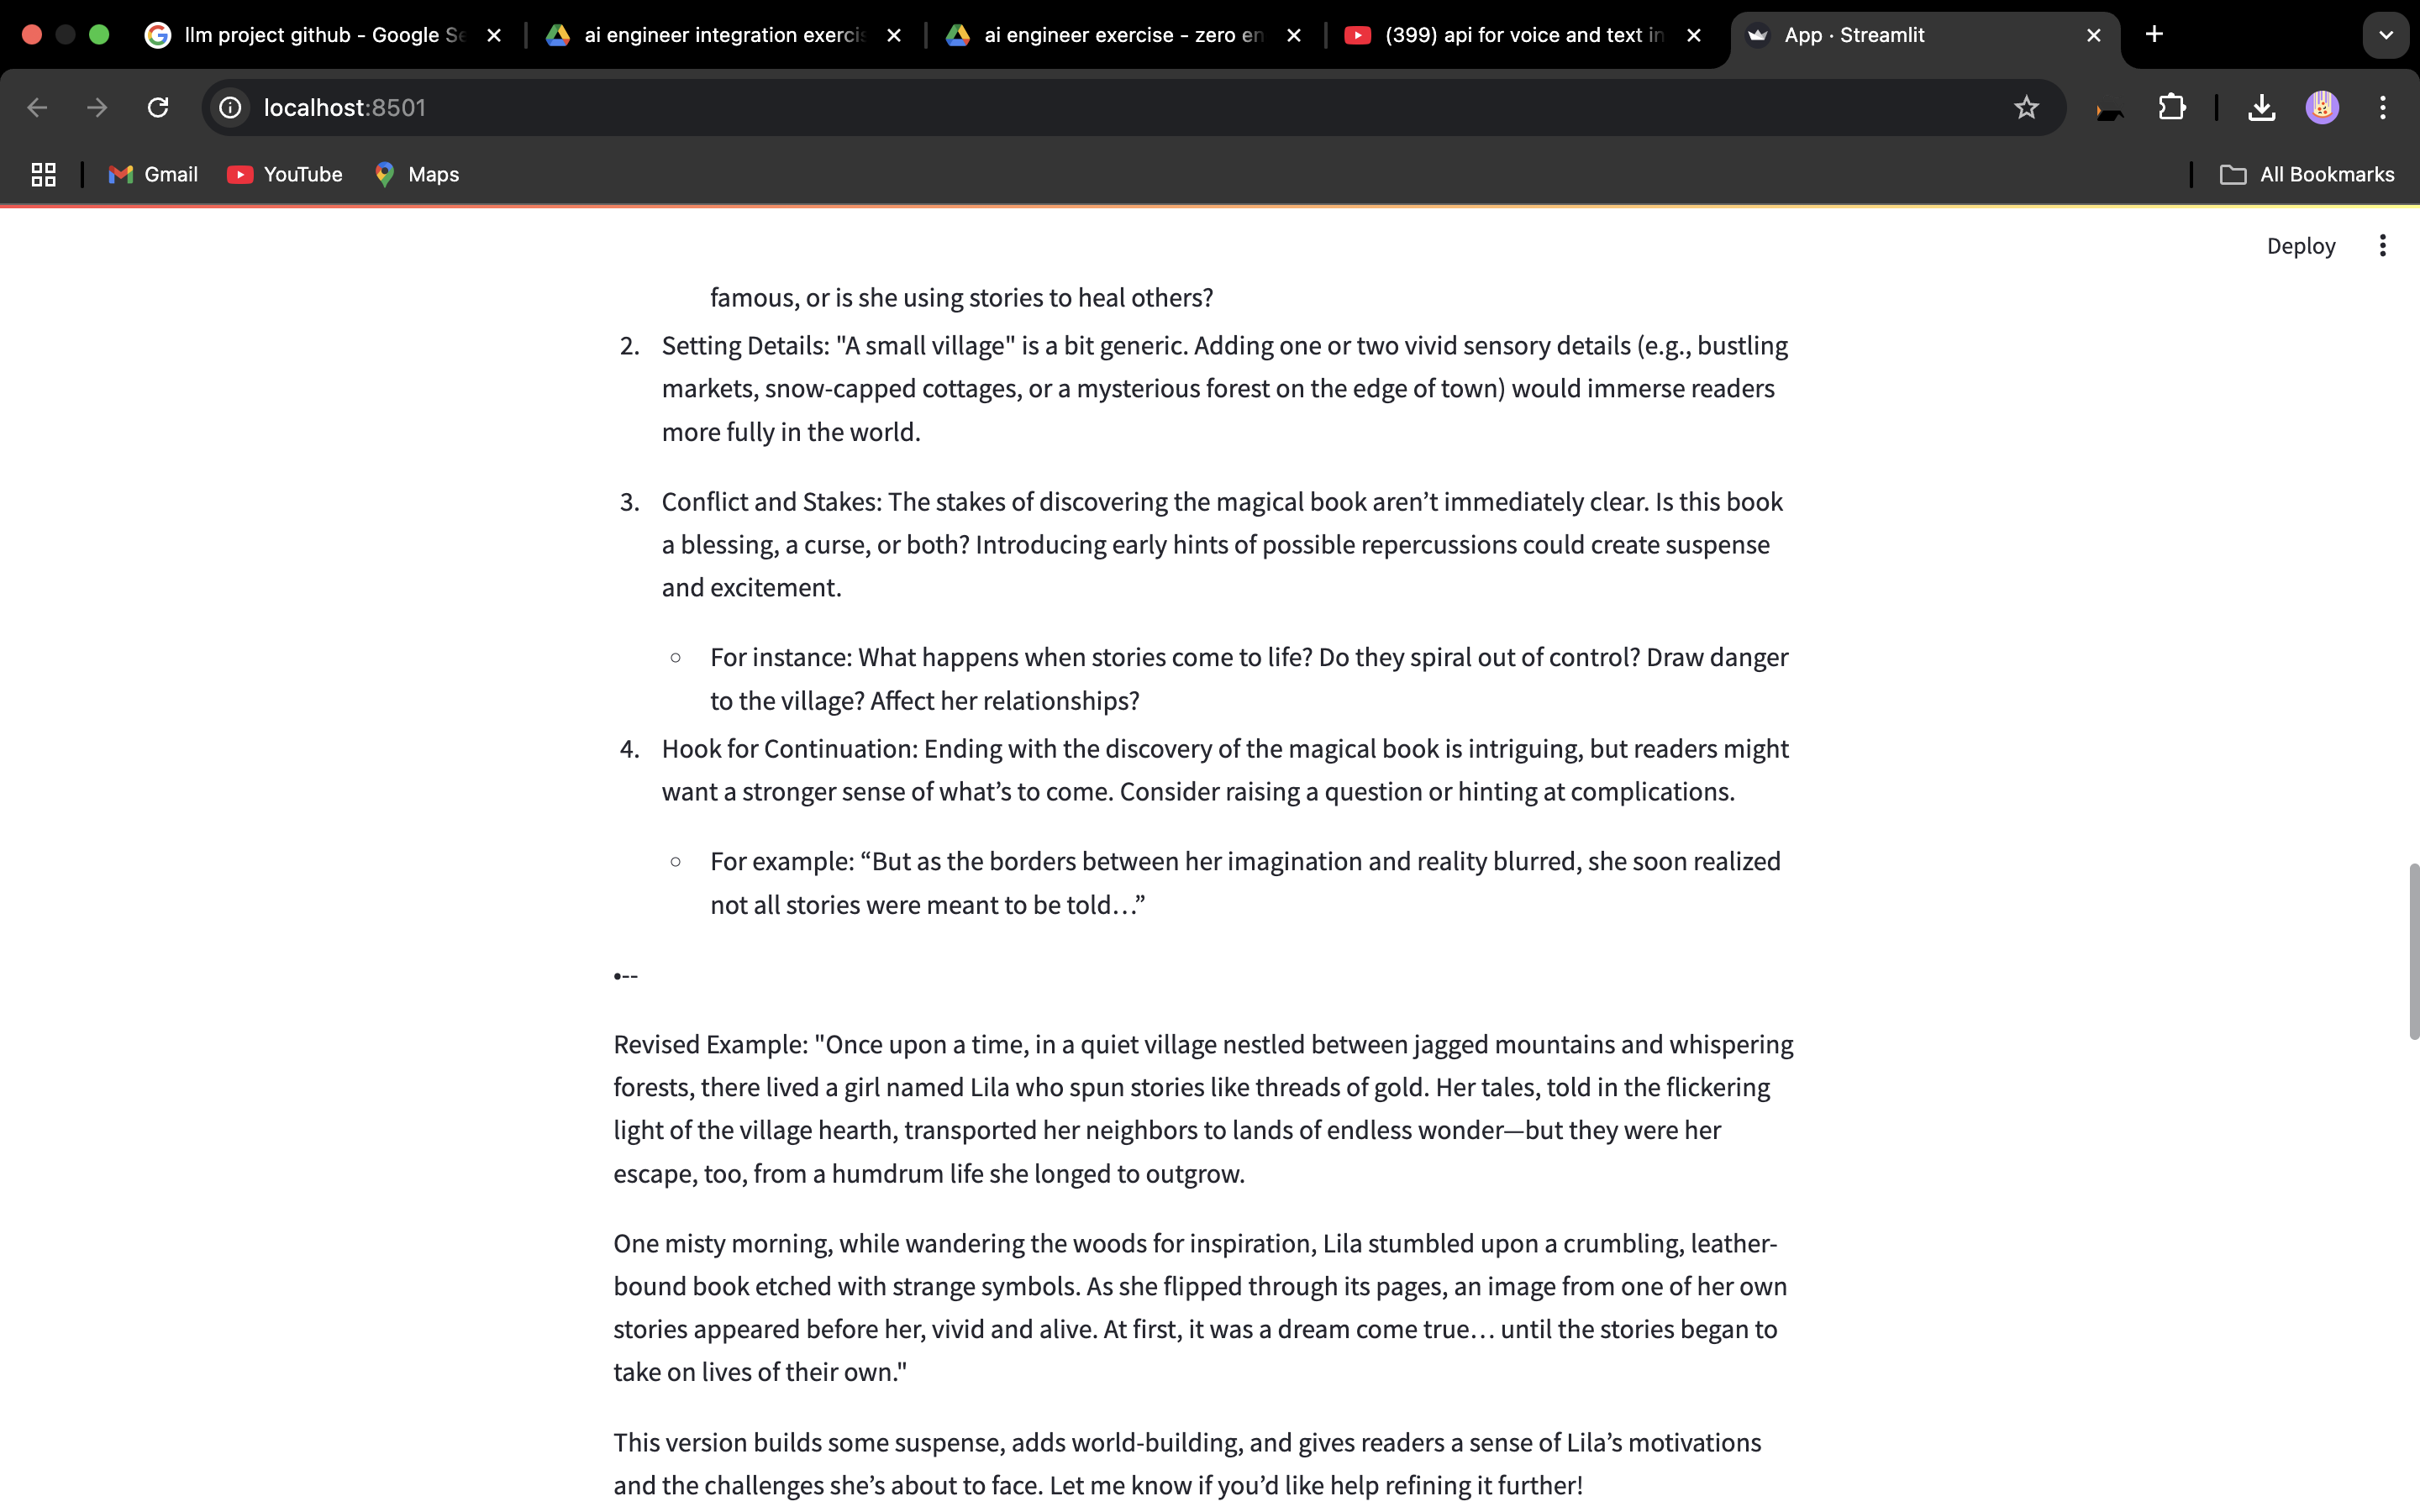 llm project github - Google Se
ai engineer integration exercis
ai engineer exercise - zero en
(399) api for voice and text in
App · Streamlit
localhost:8501
Gmail
YouTube
Maps
All Bookmarks
Deploy
famous, or is she using stories to heal others?
2. Setting Details: "A small village" is a bit generic. Adding one or two vivid sensory details (e.g., bustling
markets, snow-capped cottages, or a mysterious forest on the edge of town) would immerse readers
more fully in the world.
3. Conflict and Stakes: The stakes of discovering the magical book aren’t immediately clear. Is this book
a blessing, a curse, or both? Introducing early hints of possible repercussions could create suspense
and excitement.
○ For instance: What happens when stories come to life? Do they spiral out of control? Draw danger
to the village? Affect her relationships?
4. Hook for Continuation: Ending with the discovery of the magical book is intriguing, but readers might
want a stronger sense of what’s to come. Consider raising a question or hinting at complications.
○ For example: “But as the borders between her imagination and reality blurred, she soon realized
not all stories were meant to be told…”
•--
Revised Example: "Once upon a time, in a quiet village nestled between jagged mountains and whispering
forests, there lived a girl named Lila who spun stories like threads of gold. Her tales, told in the flickering
light of the village hearth, transported her neighbors to lands of endless wonder—but they were her
escape, too, from a humdrum life she longed to outgrow.
One misty morning, while wandering the woods for inspiration, Lila stumbled upon a crumbling, leather-
bound book etched with strange symbols. As she flipped through its pages, an image from one of her own
stories appeared before her, vivid and alive. At first, it was a dream come true… until the stories began to
take on lives of their own."
This version builds some suspense, adds world-building, and gives readers a sense of Lila’s motivations
and the challenges she’s about to face. Let me know if you’d like help refining it further!